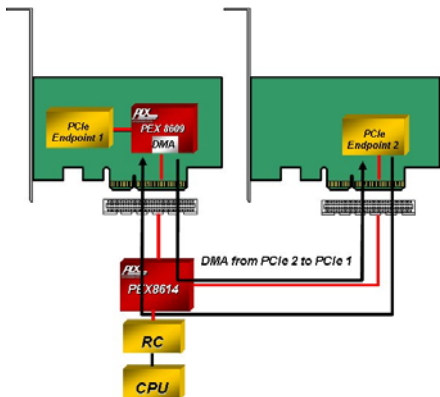 PLX
PCIe
Endpoint 1
PEX 8609
DMA
PCIe
Endpoint 2
DMA from PCIe 2 to PCIe 1
PLX
PEX8614
RC
CPU